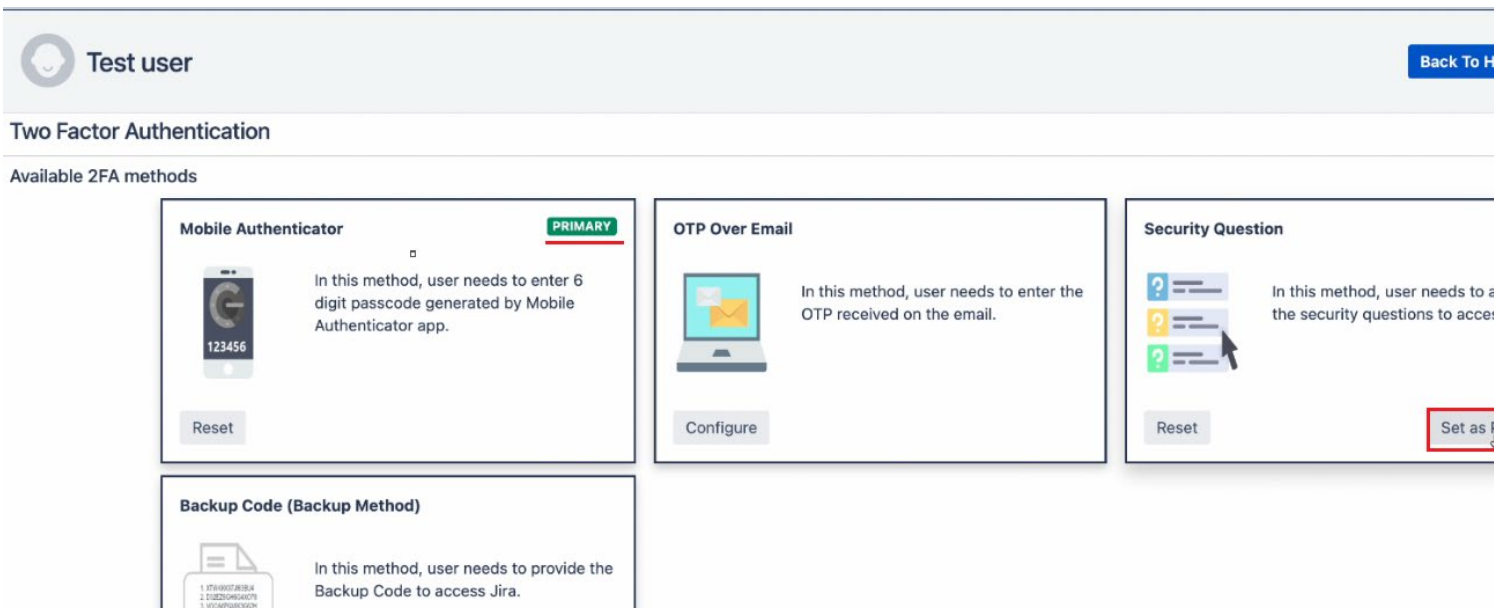 Test user
Back To H
Two Factor Authentication
Available 2FA methods
Mobile Authenticator
PRIMARY
In this method, user needs to enter 6
digit passcode generated by Mobile
Authenticator app.
123456
Reset
OTP Over Email
In this method, user needs to enter the
OTP received on the email.
Configure
Security Question
In this method, user needs to a
the security questions to acces
Reset
Set as
Backup Code (Backup Method)
In this method, user needs to provide the
Backup Code to access Jira.